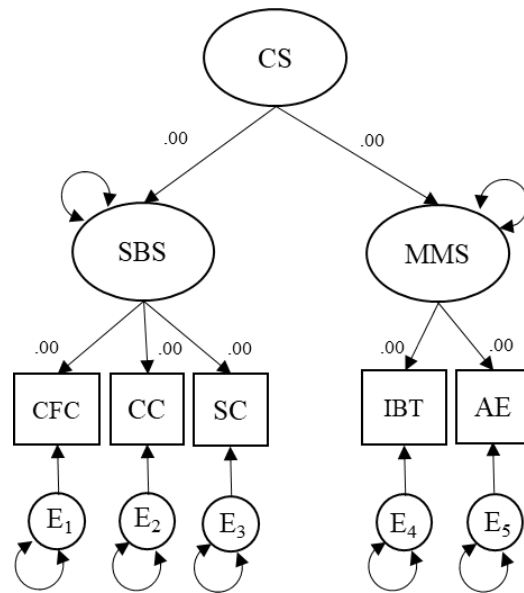 CS
.00 .00
SBS MMS
.00 .00 .00 .00 .00
CFC CC SC IBT AE
E₁ E₂ E₃ E₄ E₅